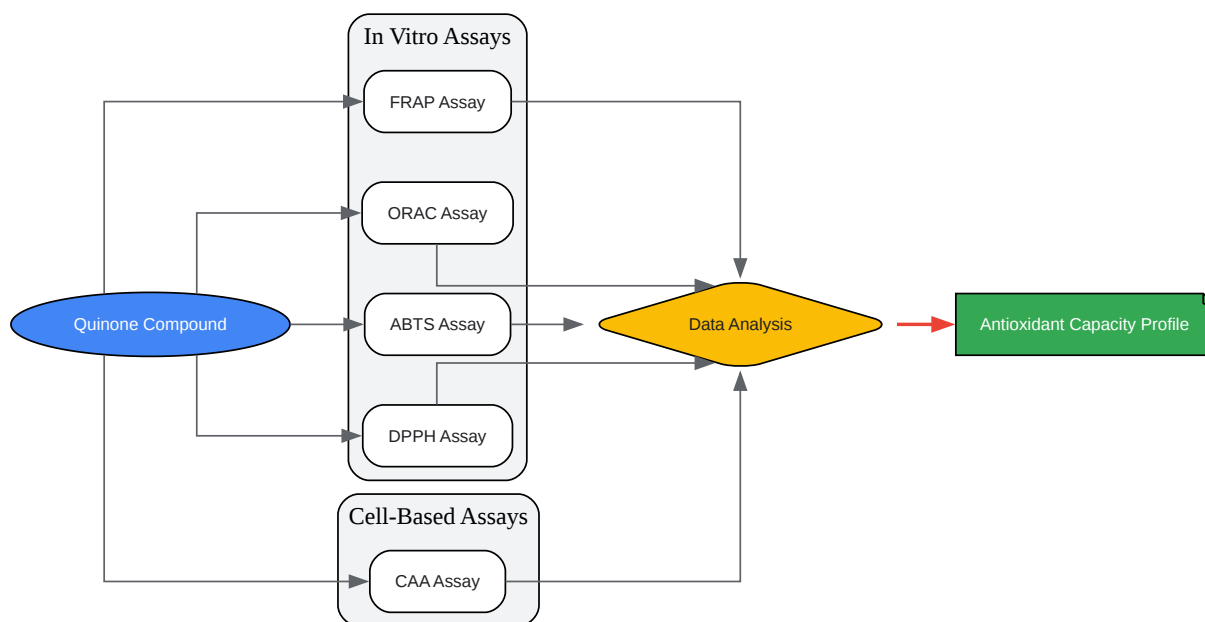 In Vitro Assays
FRAP Assay
ORAC Assay
Quinone Compound
ABTS Assay
Data Analysis
Antioxidant Capacity Profile
DPPH Assay
Cell-Based Assays
CAA Assay